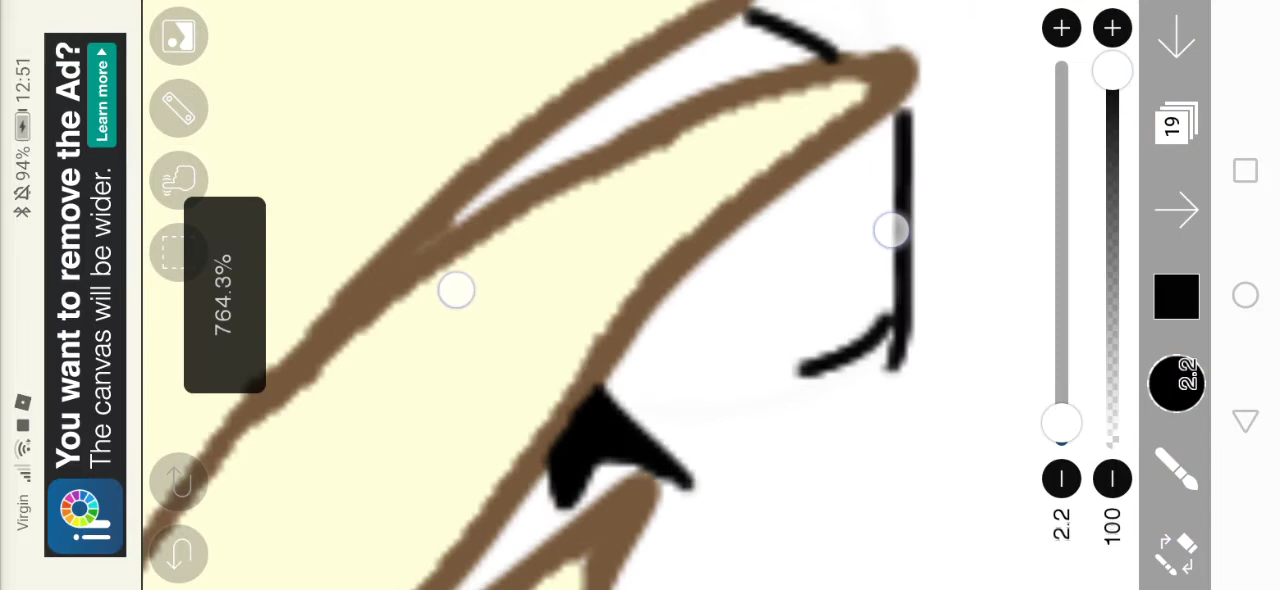 Virgin 94% 12:51
You want to remove the Ad?
The canvas will be wider.
Learn more
iP
764.3%
2.2
100
19
2.2